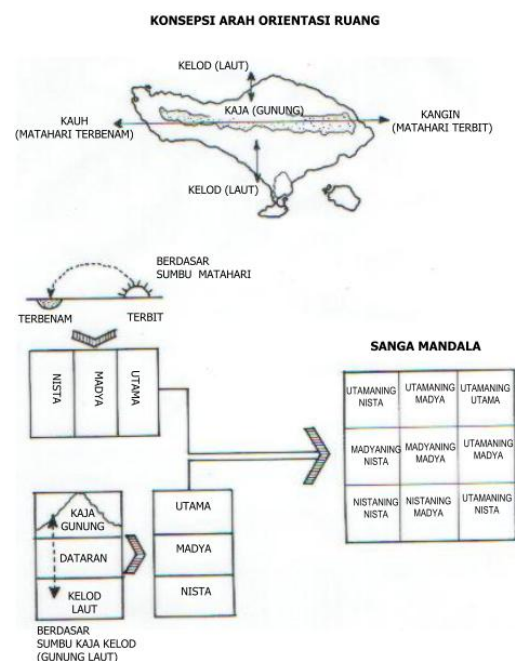 KONSEPSI ARAH ORIENTASI RUANG
KELOD (LAUT)
KAJA (GUNUNG)
KAUH
(MATAHARI TERBENAM)
KANGIN
(MATAHARI TERBIT)
KELOD (LAUT)
BERDASAR
SUMBU MATAHARI
TERBENAM
TERBIT
NISTA
MADYA
UTAMA
SANGA MANDALA
UTAMANING
NISTA
UTAMANING
MADYA
UTAMANING
UTAMA
MADYANING
NISTA
MADYANING
MADYA
UTAMANING
MADYA
NISTANING
NISTA
NISTANING
MADYA
UTAMANING
NISTA
KAJA
GUNUNG
DATARAN
KELOD
LAUT
UTAMA
MADYA
NISTA
BERDASAR
SUMBU KAJA KELOD
(GUNUNG LAUT)